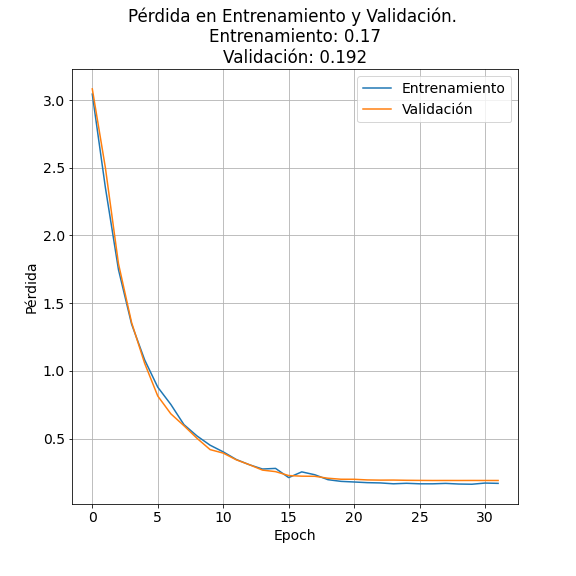 Pérdida en Entrenamiento y Validación.
Entrenamiento: 0.17
Validación: 0.192
Entrenamiento
Validación
3.0
2.5
2.0
1.5
1.0
0.5
Pérdida
0 5 10 15 20 25 30
Epoch